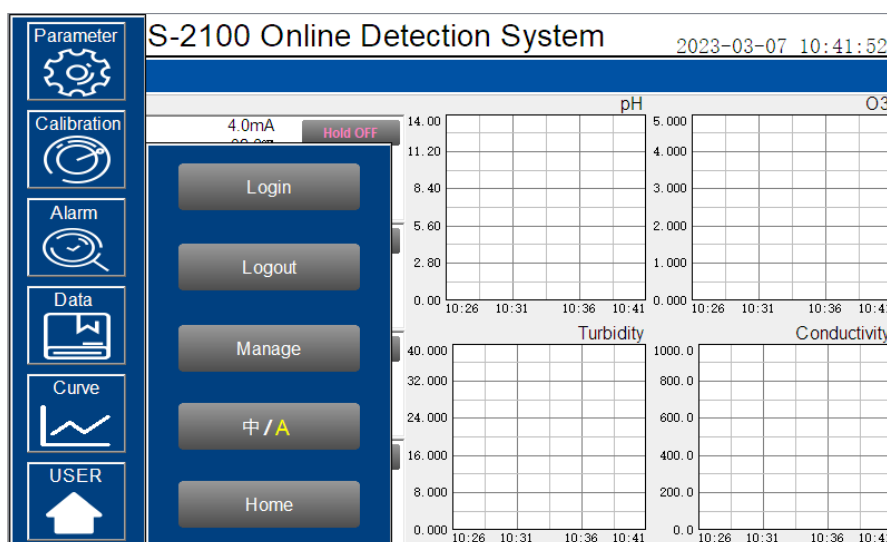 Parameter
S-2100 Online Detection System
2023-03-07 10:41:52
Calibration
Alarm
Data
Curve
USER
4.0mA
Hold OFF
Login
Logout
Manage
中/A
Home
pH
14.00
11.20
8.40
5.60
2.80
0.00
10:26 10:31 10:36 10:41
O3
5.000
4.000
3.000
2.000
1.000
0.000
10:26 10:31 10:36 10:4
Turbidity
40.000
32.000
24.000
16.000
8.000
0.000
10:26 10:31 10:36 10:41
Conductivity
1000.0
800.0
600.0
400.0
200.0
0.0
10:26 10:31 10:36 10:4